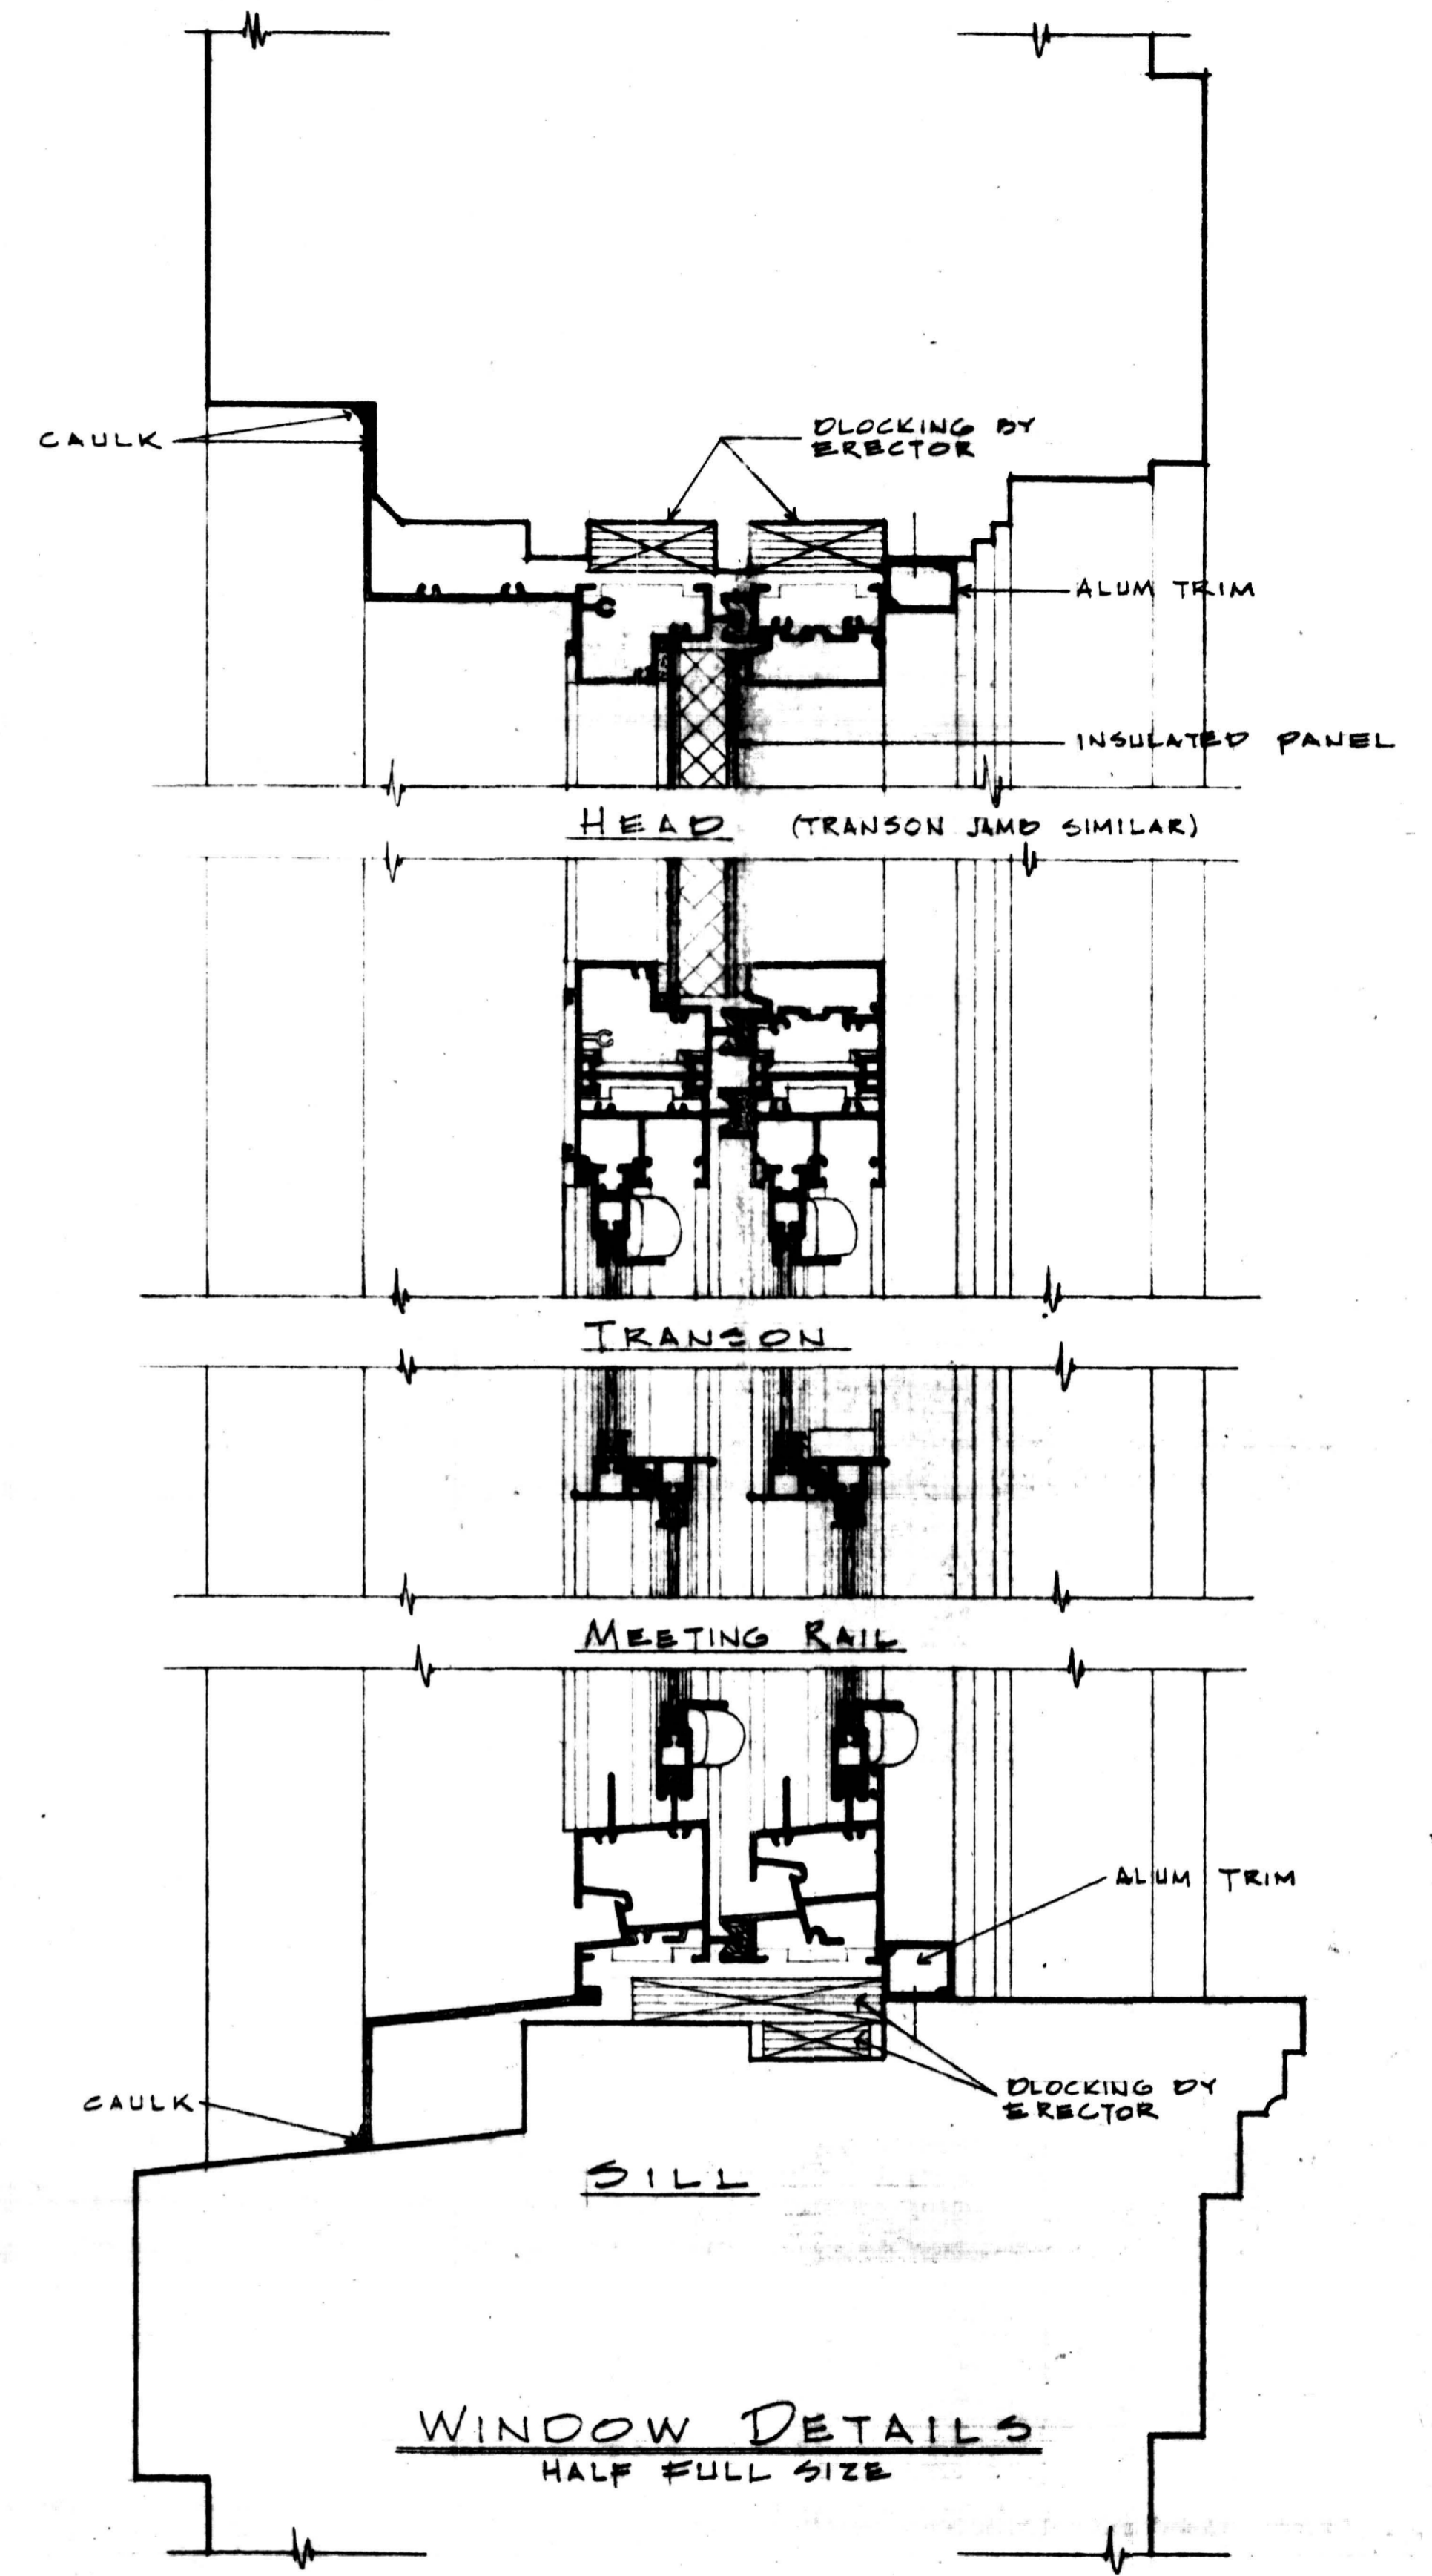 CAULK
BLOCKING BY
ERECTOR
ALUM TRIM
INSULATED PANEL
HEAD (TRANSOM JAMB SIMILAR)
TRANSOM
MEETING RAIL
ALUM TRIM
CAULK
BLOCKING BY
ERECTOR
SILL
WINDOW DETAILS
HALF FULL SIZE